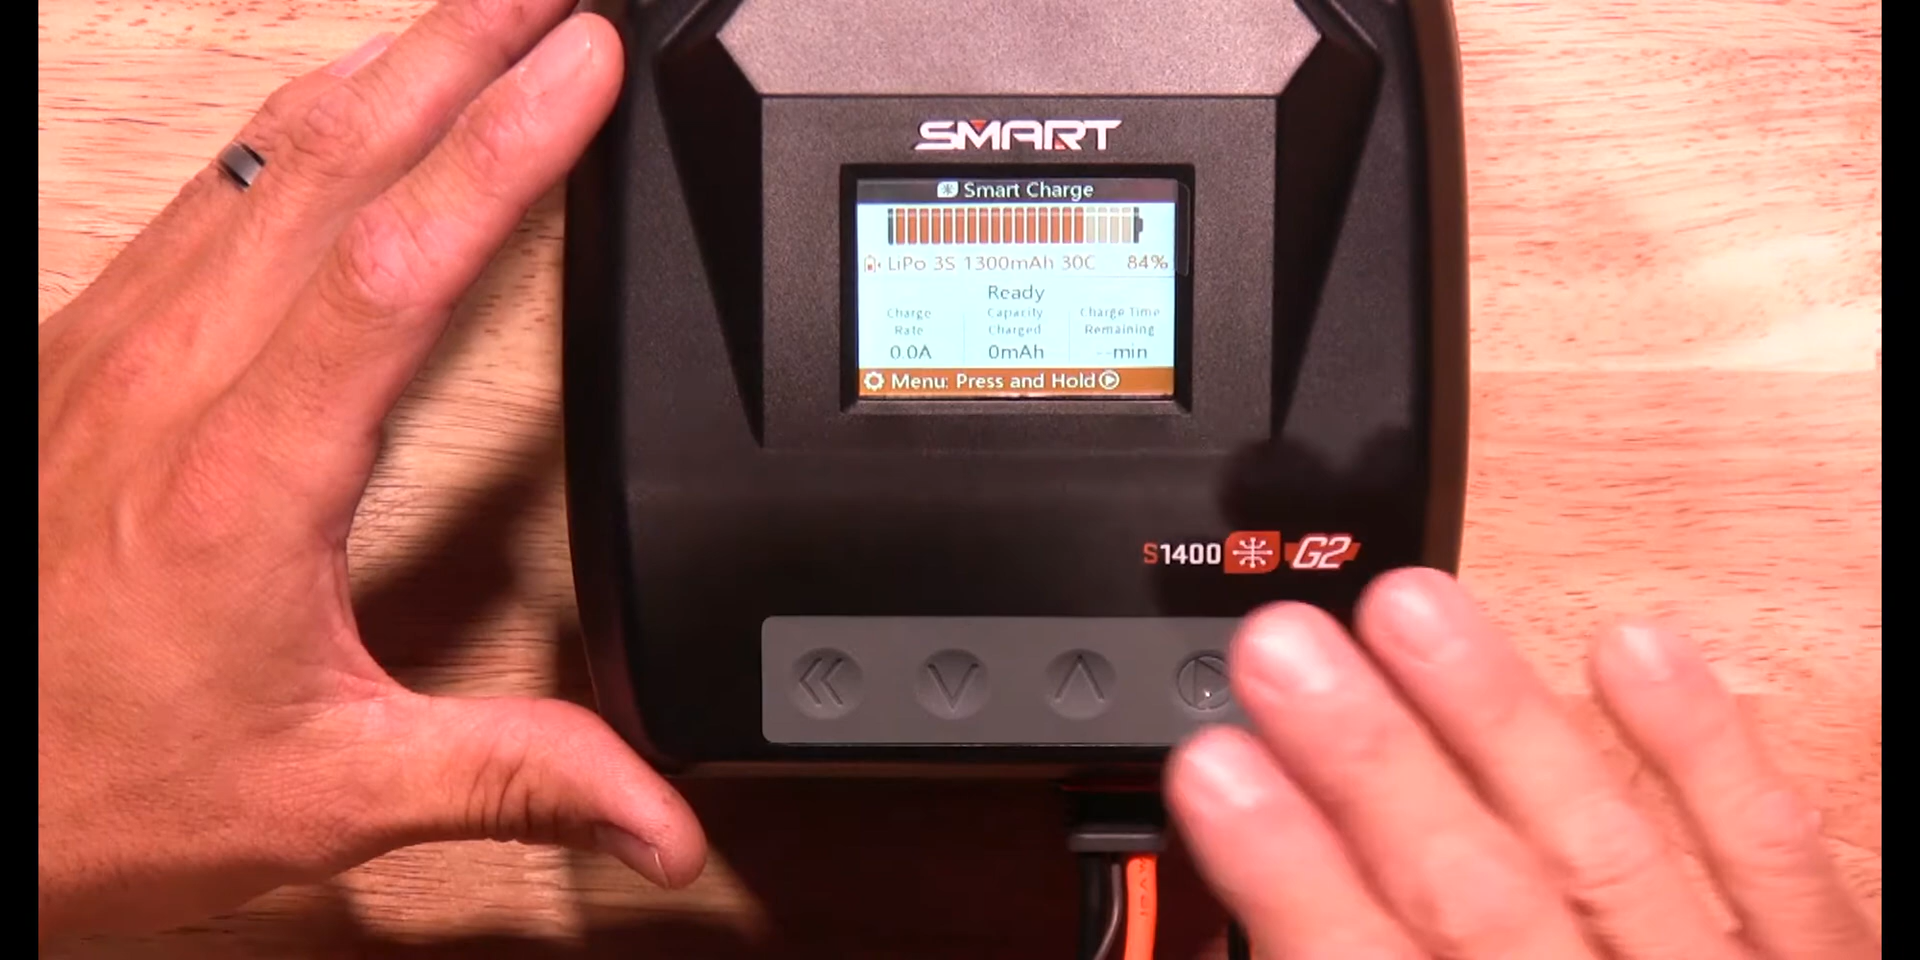 SMART
Smart Charge
LiPo 3S 1300mAh 30C 84%
Ready
Charge Rate
Capacity Charged
Charge Time Remaining
0.0A 0mAh --min
Menu: Press and Hold
S1400 G2